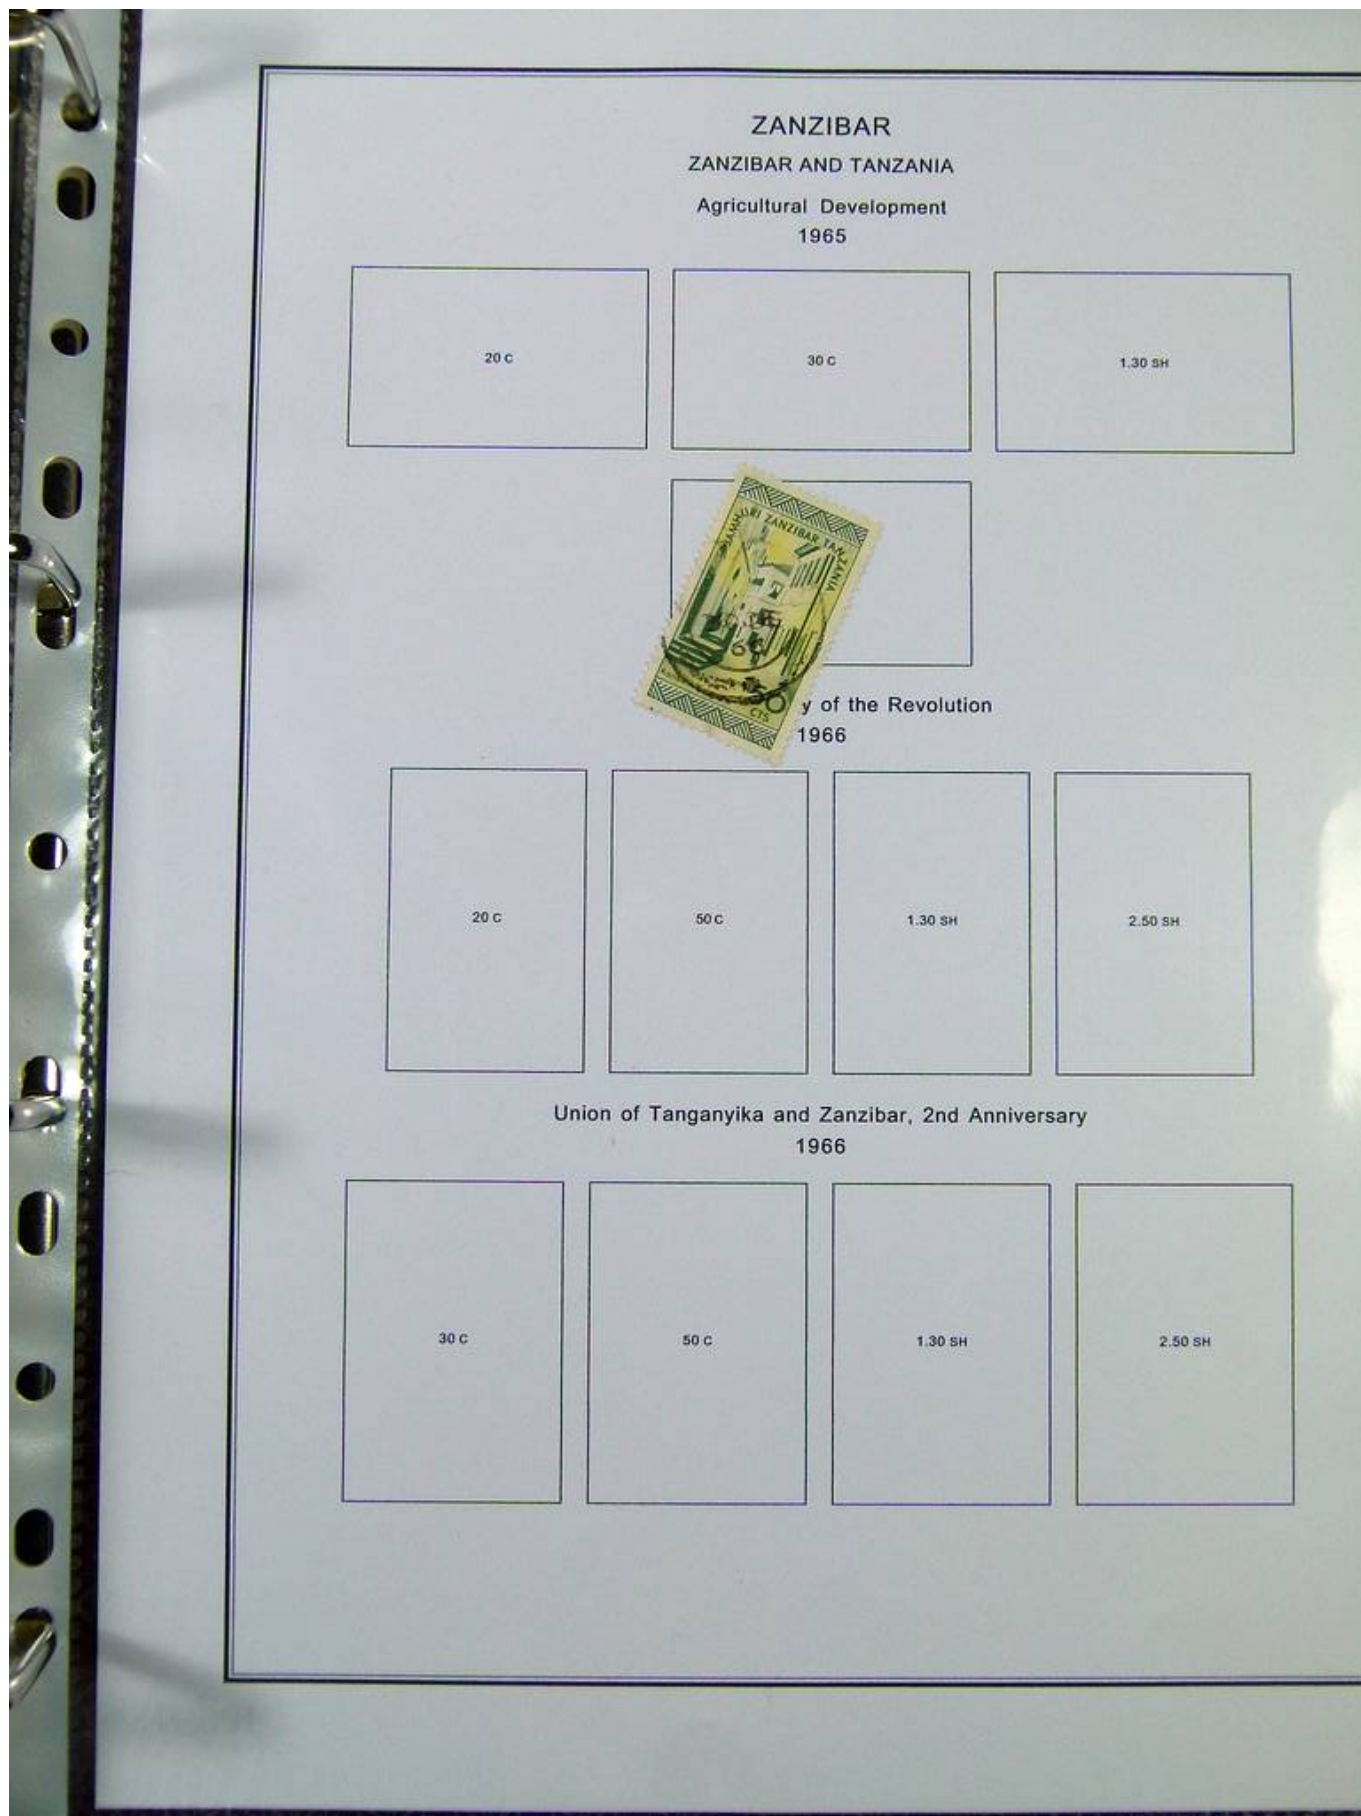 ZANZIBAR
ZANZIBAR AND TANZANIA
Agricultural Development
1965
20 C
30 C
1.30 SH
JAMHURI ZANZIBAR TANZANIA
66
CTS
y of the Revolution
1966
20 C
50 C
1.30 SH
2.50 SH
Union of Tanganyika and Zanzibar, 2nd Anniversary
1966
30 C
50 C
1.30 SH
2.50 SH